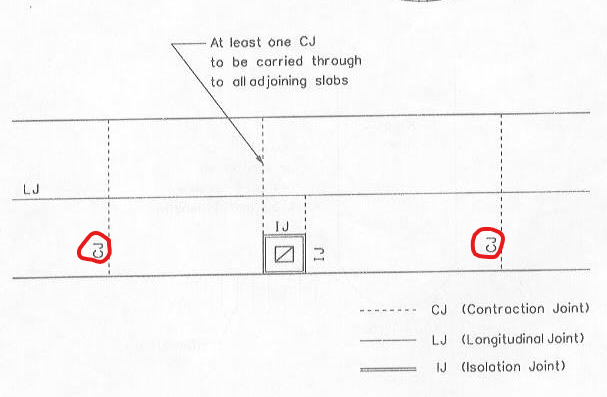 At least one CJ
to be carried through
to all adjoining slabs
LJ
IJ
CJ
IJ
CJ
CJ (Contraction Joint)
LJ (Longitudinal Joint)
IJ (Isolation Joint)